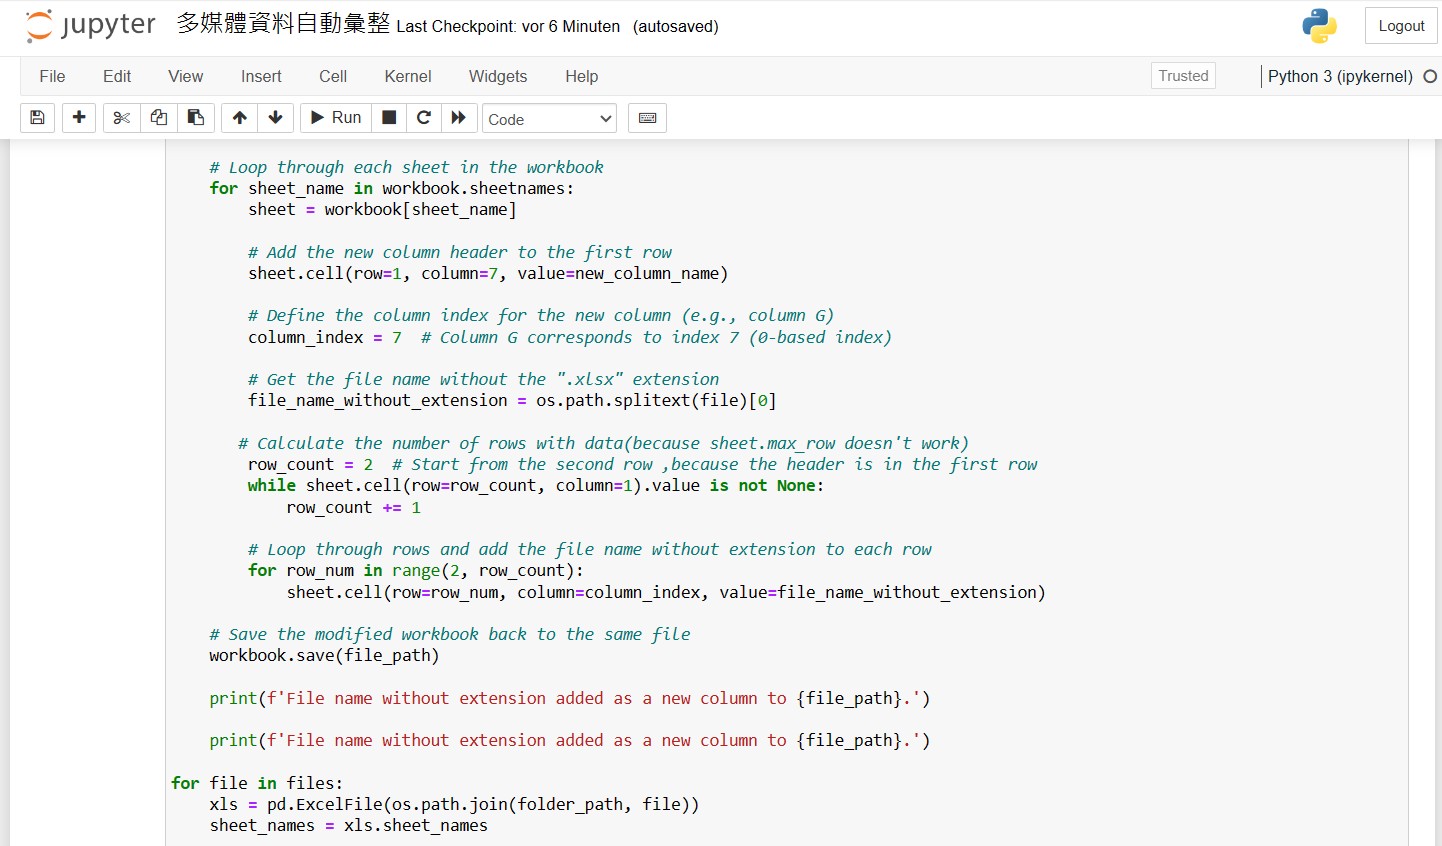 jupyter 多媒體資料自動彙整 Last Checkpoint: vor 6 Minuten (autosaved) Logout
File Edit View Insert Cell Kernel Widgets Help Trusted Python 3 (ipykernel)
Run Code
# Loop through each sheet in the workbook
for sheet_name in workbook.sheetnames:
sheet = workbook[sheet_name]
# Add the new column header to the first row
sheet.cell(row=1, column=7, value=new_column_name)
# Define the column index for the new column (e.g., column G)
column_index = 7  # Column G corresponds to index 7 (0-based index)
# Get the file name without the ".xlsx" extension
file_name_without_extension = os.path.splitext(file)[0]
# Calculate the number of rows with data(because sheet.max_row doesn't work)
row_count = 2  # Start from the second row ,because the header is in the first row
while sheet.cell(row=row_count, column=1).value is not None:
row_count += 1
# Loop through rows and add the file name without extension to each row
for row_num in range(2, row_count):
sheet.cell(row=row_num, column=column_index, value=file_name_without_extension)
# Save the modified workbook back to the same file
workbook.save(file_path)
print(f'File name without extension added as a new column to {file_path}.')
print(f'File name without extension added as a new column to {file_path}.')
for file in files:
xls = pd.ExcelFile(os.path.join(folder_path, file))
sheet_names = xls.sheet_names